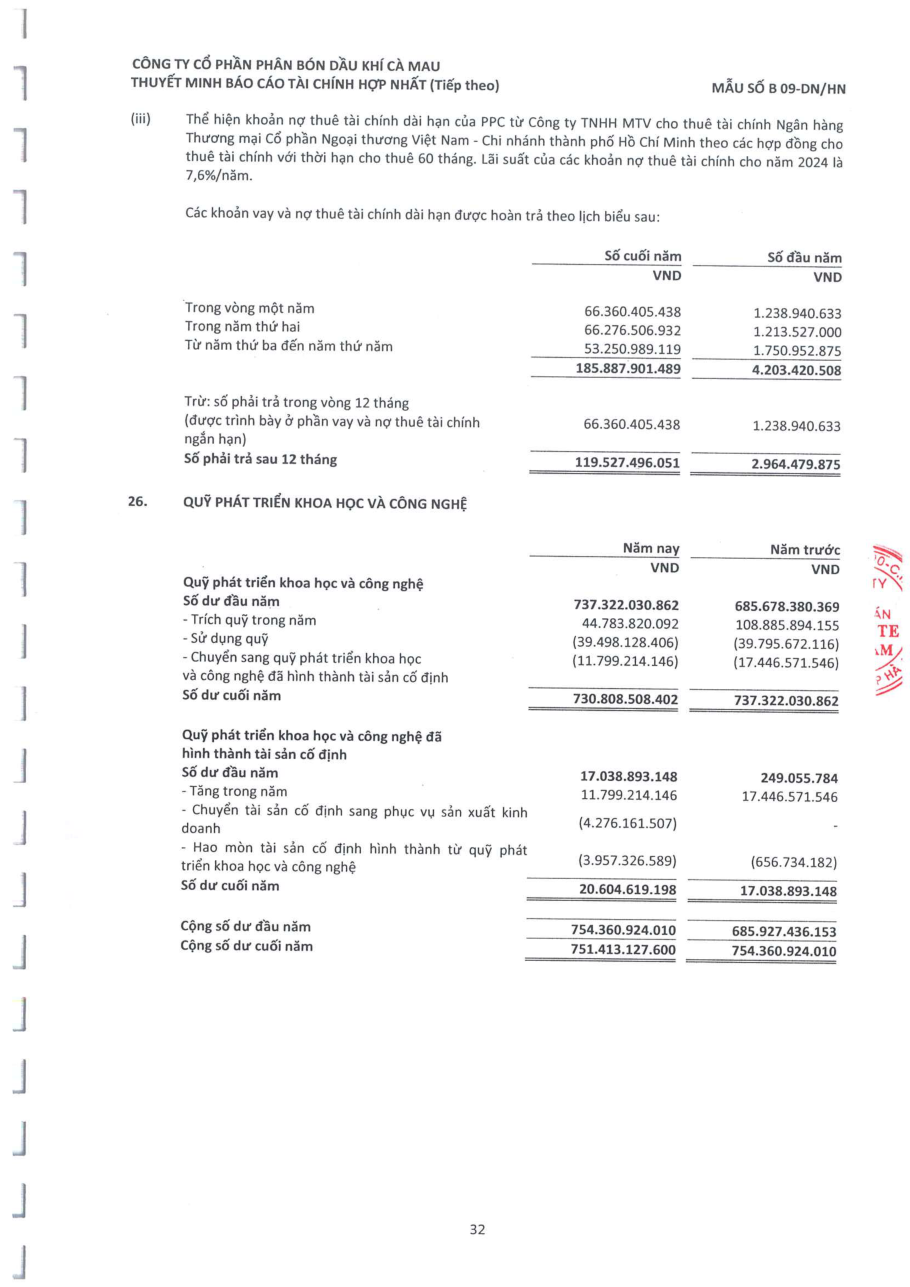 CÔNG TY CỔ PHẦN PHÂN BÓN DẦU KHÍ CÀ MAU
THUYẾT MINH BÁO CÁO TÀI CHÍNH HỢP NHẤT (Tiếp theo) MẪU SỐ B 09-DN/HN
(iii) Thể hiện khoản nợ thuê tài chính dài hạn của PPC từ Công ty TNHH MTV cho thuê tài chính Ngân hàng
Thương mại Cổ phần Ngoại thương Việt Nam - Chi nhánh thành phố Hồ Chí Minh theo các hợp đồng cho
thuê tài chính với thời hạn cho thuê 60 tháng. Lãi suất của các khoản nợ thuê tài chính cho năm 2024 là
7,6%/năm.
Các khoản vay và nợ thuê tài chính dài hạn được hoàn trả theo lịch biểu sau:
Số cuối năm Số đầu năm
VND VND
Trong vòng một năm 66.360.405.438 1.238.940.633
Trong năm thứ hai 66.276.506.932 1.213.527.000
Từ năm thứ ba đến năm thứ năm 53.250.989.119 1.750.952.875
185.887.901.489 4.203.420.508
Trừ: số phải trả trong vòng 12 tháng
(được trình bày ở phần vay và nợ thuê tài chính 66.360.405.438 1.238.940.633
ngắn hạn)
Số phải trả sau 12 tháng 119.527.496.051 2.964.479.875
26. QUỸ PHÁT TRIỂN KHOA HỌC VÀ CÔNG NGHỆ
Năm nay Năm trước
VND VND
Quỹ phát triển khoa học và công nghệ
Số dư đầu năm 737.322.030.862 685.678.380.369
- Trích quỹ trong năm 44.783.820.092 108.885.894.155
- Sử dụng quỹ (39.498.128.406) (39.795.672.116)
- Chuyển sang quỹ phát triển khoa học (11.799.214.146) (17.446.571.546)
và công nghệ đã hình thành tài sản cố định
Số dư cuối năm 730.808.508.402 737.322.030.862
Quỹ phát triển khoa học và công nghệ đã
hình thành tài sản cố định
Số dư đầu năm 17.038.893.148 249.055.784
- Tăng trong năm 11.799.214.146 17.446.571.546
- Chuyển tài sản cố định sang phục vụ sản xuất kinh
doanh (4.276.161.507) -
- Hao mòn tài sản cố định hình thành từ quỹ phát
triển khoa học và công nghệ (3.957.326.589) (656.734.182)
Số dư cuối năm 20.604.619.198 17.038.893.148
Cộng số dư đầu năm 754.360.924.010 685.927.436.153
Cộng số dư cuối năm 751.413.127.600 754.360.924.010
32